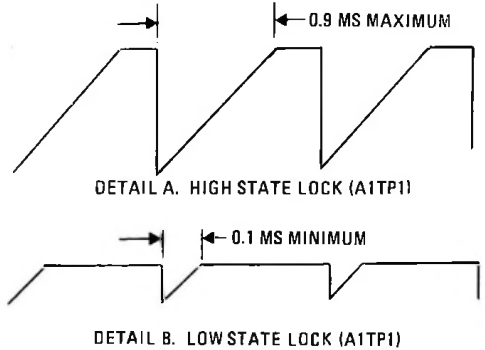 0.9 MS MAXIMUM
DETAIL A. HIGH STATE LOCK (A1TP1)
0.1 MS MINIMUM
DETAIL B. LOW STATE LOCK (A1TP1)